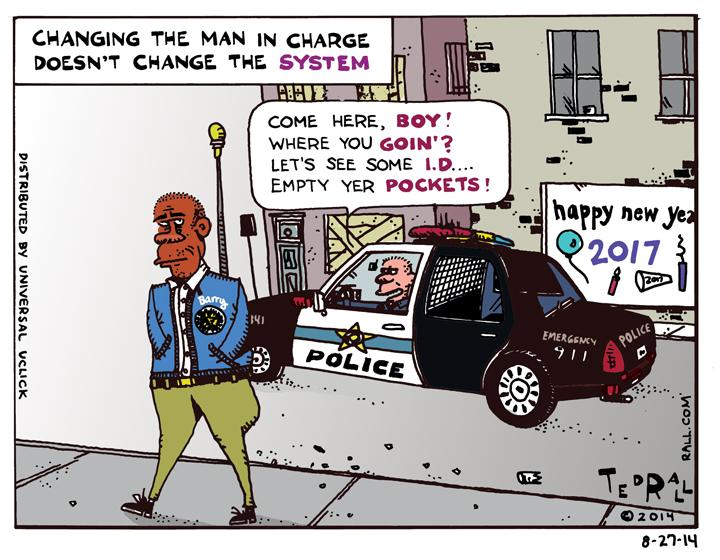 CHANGING THE MAN IN CHARGE
DOESN'T CHANGE THE SYSTEM
COME HERE, BOY!
WHERE YOU GOIN'?
LET'S SEE SOME I.D....
EMPTY YER POCKETS!
happy new yea
2017
2017
Barry
141
POLICE
EMERGENCY
911
POLICE
DISTRIBUTED BY UNIVERSAL UCLICK
RALL.COM
TED RALL
© 2014
8-27-14